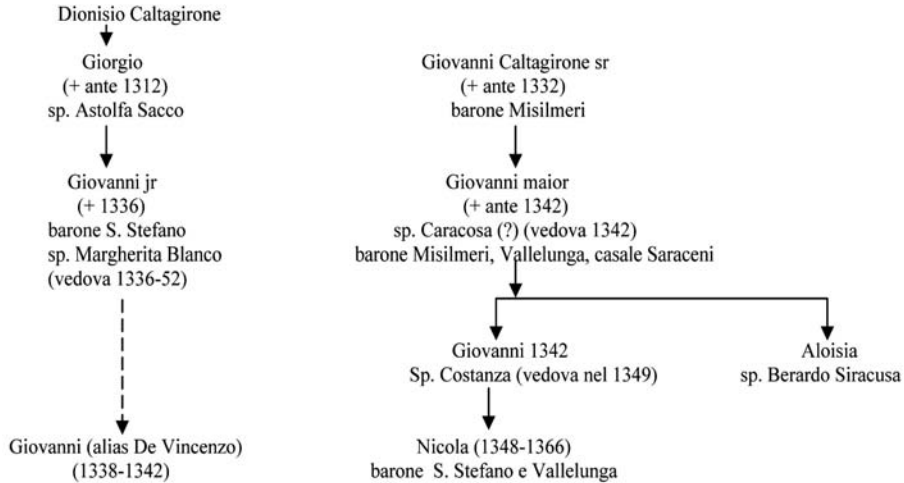 Dionisio Caltagirone
Giorgio
(+ ante 1312)
sp. Astolfa Sacco
Giovanni jr
(+ 1336)
barone S. Stefano
sp. Margherita Blanco
(vedova 1336-52)
Giovanni (alias De Vincenzo)
(1338-1342)
Giovanni Caltagirone sr
(+ ante 1332)
barone Misilmeri
Giovanni maior
(+ ante 1342)
sp. Caracosa (?) (vedova 1342)
barone Misilmeri, Vallelunga, casale Saraceni
Giovanni 1342
Sp. Costanza (vedova nel 1349)
Aloisia
sp. Berardo Siracusa
Nicola (1348-1366)
barone S. Stefano e Vallelunga